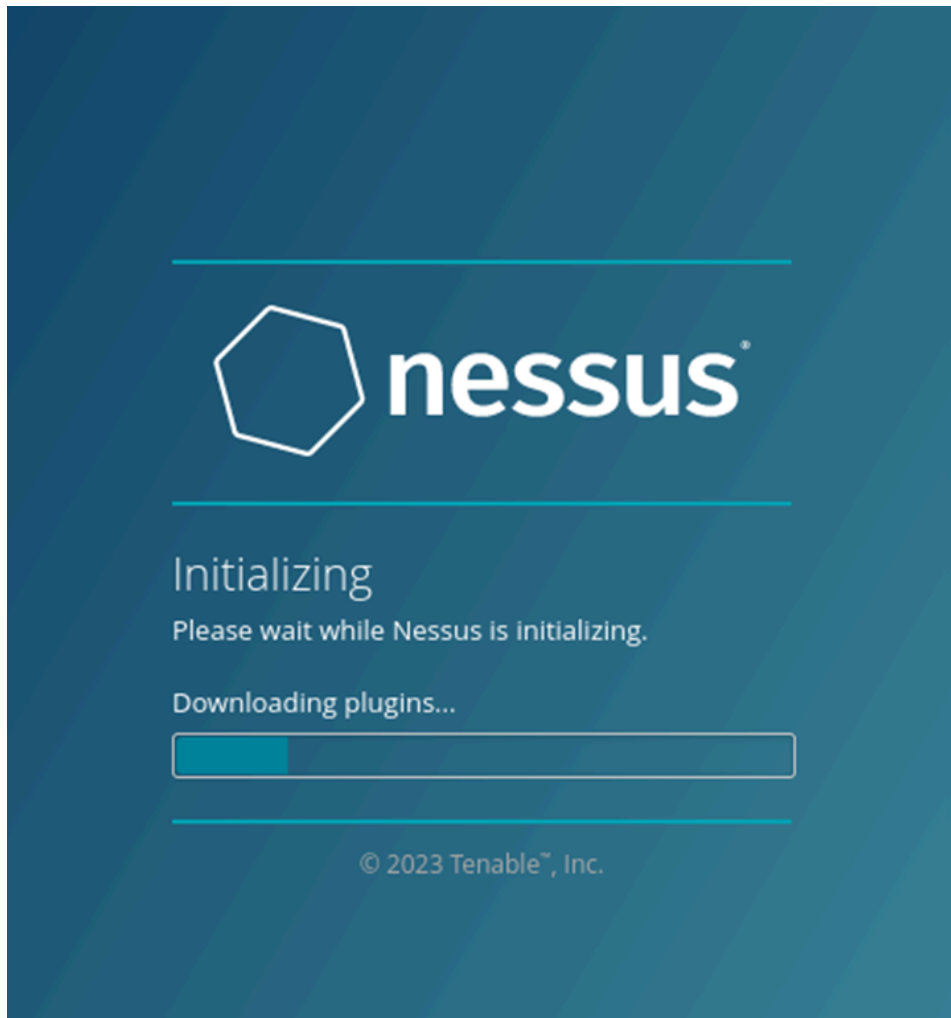 nessus®
Initializing
Please wait while Nessus is initializing.
Downloading plugins...
© 2023 Tenable™, Inc.